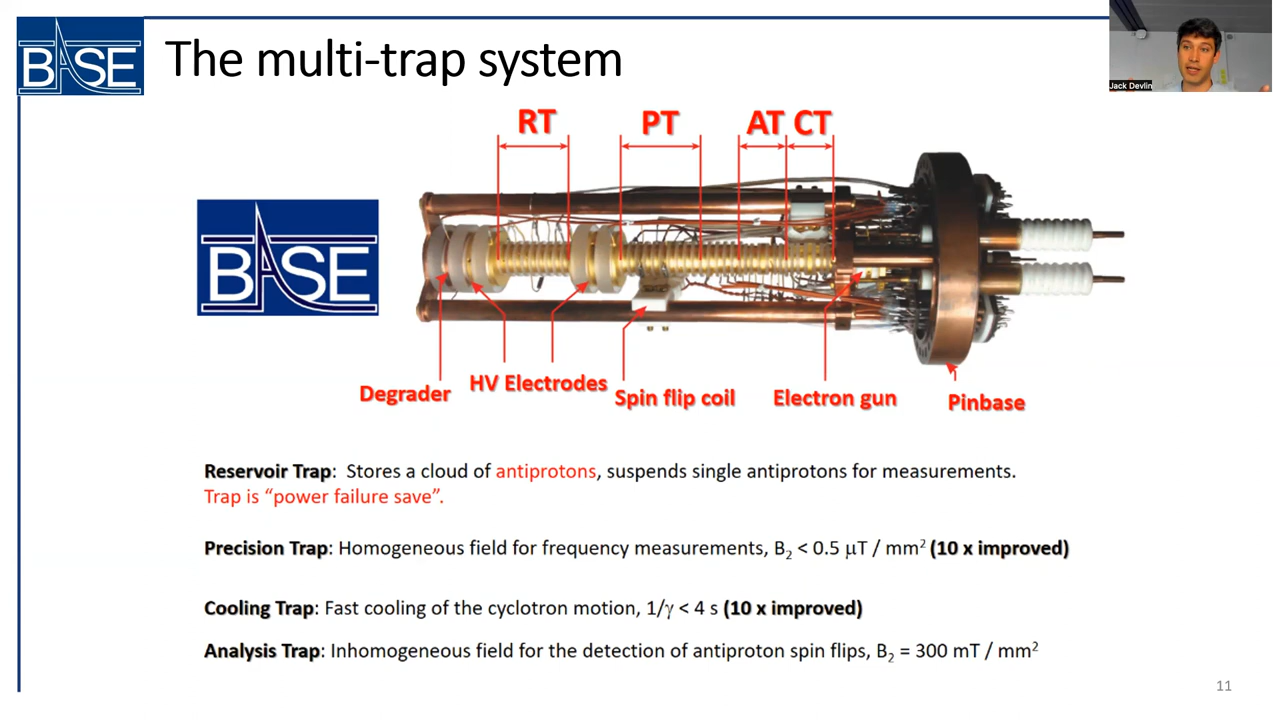 BASE
The multi-trap system
Jack Devlin
RT PT AT CT
BASE
Degrader HV Electrodes Spin flip coil Electron gun Pinbase
Reservoir Trap: Stores a cloud of antiprotons, suspends single antiprotons for measurements.
Trap is “power failure save”.
Precision Trap: Homogeneous field for frequency measurements, B₂ < 0.5 μT / mm² (10 x improved)
Cooling Trap: Fast cooling of the cyclotron motion, 1/γ < 4 s (10 x improved)
Analysis Trap: Inhomogeneous field for the detection of antiproton spin flips, B₂ = 300 mT / mm²
11